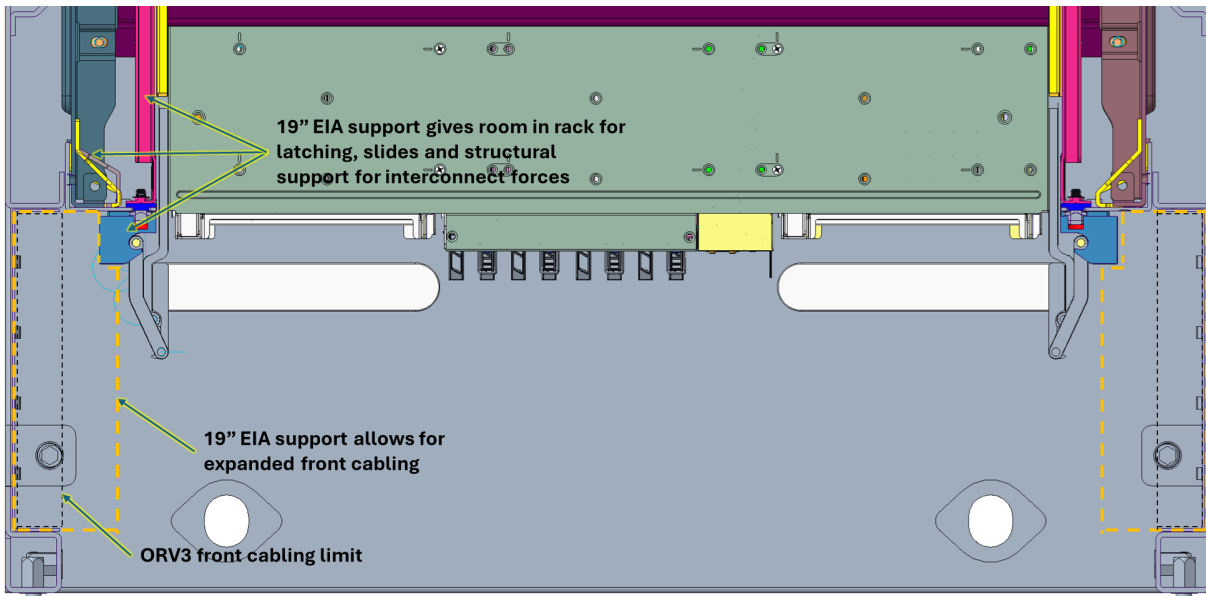 19” EIA support gives room in rack for
latching, slides and structural
support for interconnect forces
19” EIA support allows for
expanded front cabling
ORV3 front cabling limit